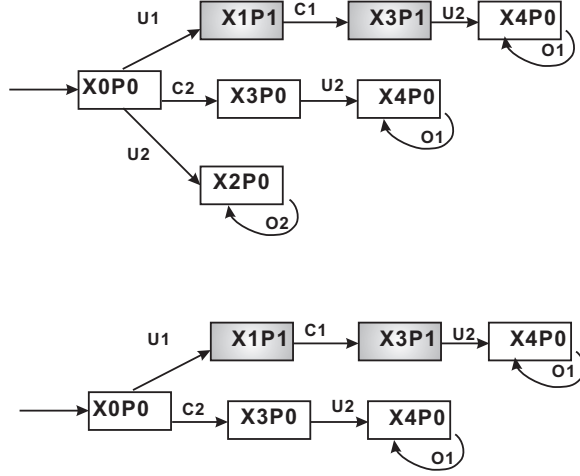 U1 X1P1 C1 X3P1 U2 X4P0
O1
X0P0 C2 X3P0 U2 X4P0
O1
U2
X2P0
O2
U1 X1P1 C1 X3P1 U2 X4P0
O1
X0P0 C2 X3P0 U2 X4P0
O1